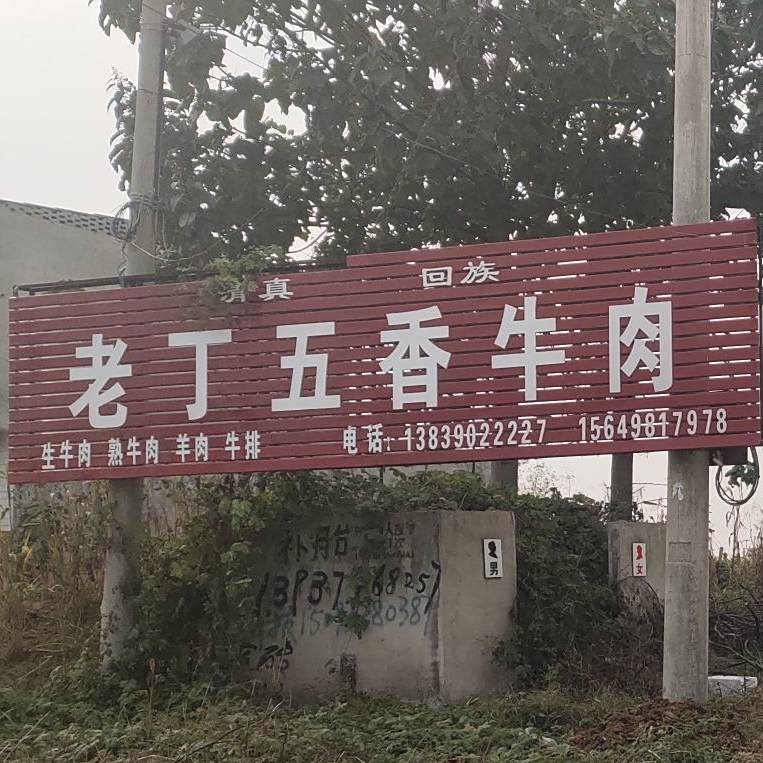 清真 回族
老丁五香牛肉
生牛肉 熟牛肉 羊肉 牛排 电话:13839022227 15649817978
男
女